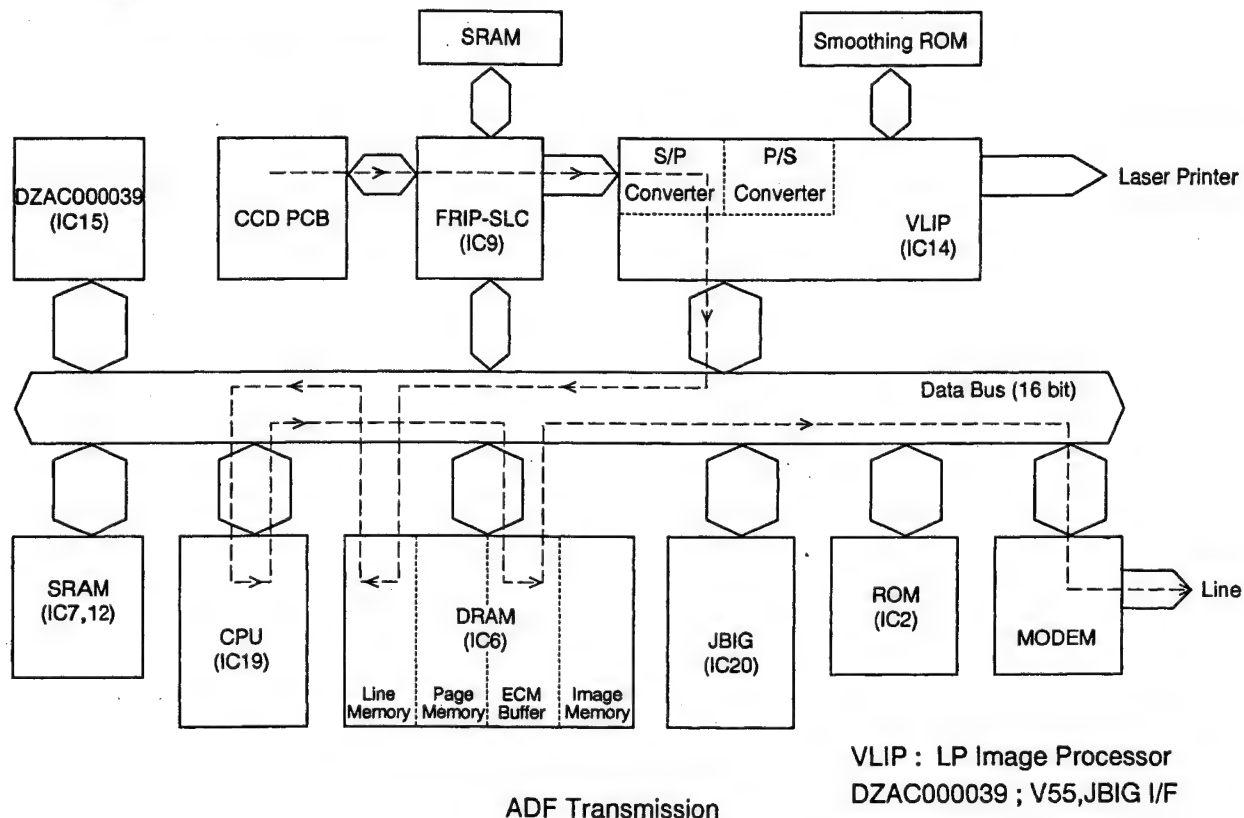 SRAM
Smoothing ROM
DZAC000039
(IC15)
CCD PCB
FRIP-SLC
(IC9)
S/P
Converter
P/S
Converter
VLIP
(IC14)
Laser Printer
Data Bus (16 bit)
SRAM
(IC7,12)
CPU
(IC19)
DRAM
(IC6)
Line
Memory
Page
Memory
ECM
Buffer
Image
Memory
JBIG
(IC20)
ROM
(IC2)
MODEM
Line
VLIP : LP Image Processor
DZAC000039 ; V55,JBIG I/F
ADF Transmission